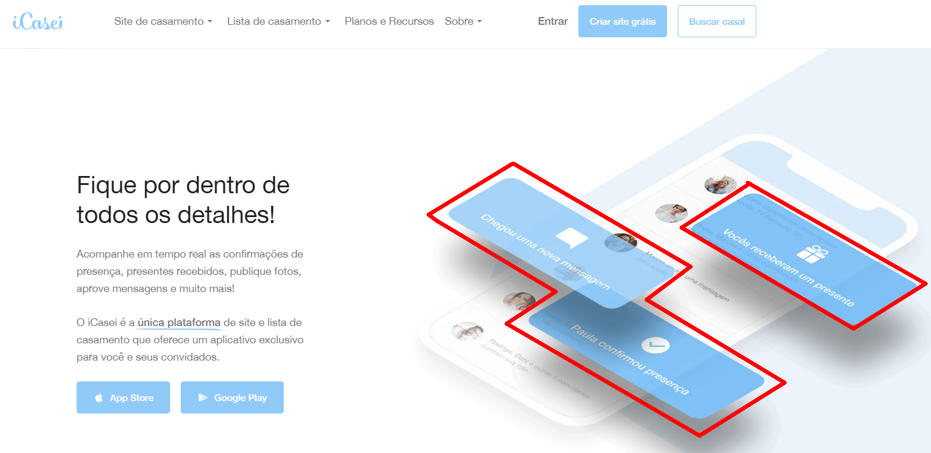 iCasei
Site de casamento
Lista de casamento
Planos e Recursos
Sobre
Entrar
Criar site grátis
Buscar casal
Fique por dentro de
todos os detalhes!
Acompanhe em tempo real as confirmações de
presença, presentes recebidos, publique fotos,
aprove mensagens e muito mais!
O iCasei é a única plataforma de site e lista de
casamento que oferece um aplicativo exclusivo
para você e seus convidados.
App Store
Google Play
Chegou uma nova mensagem
Vocês receberam um presente
Paula confirmou presença
uma mensagem